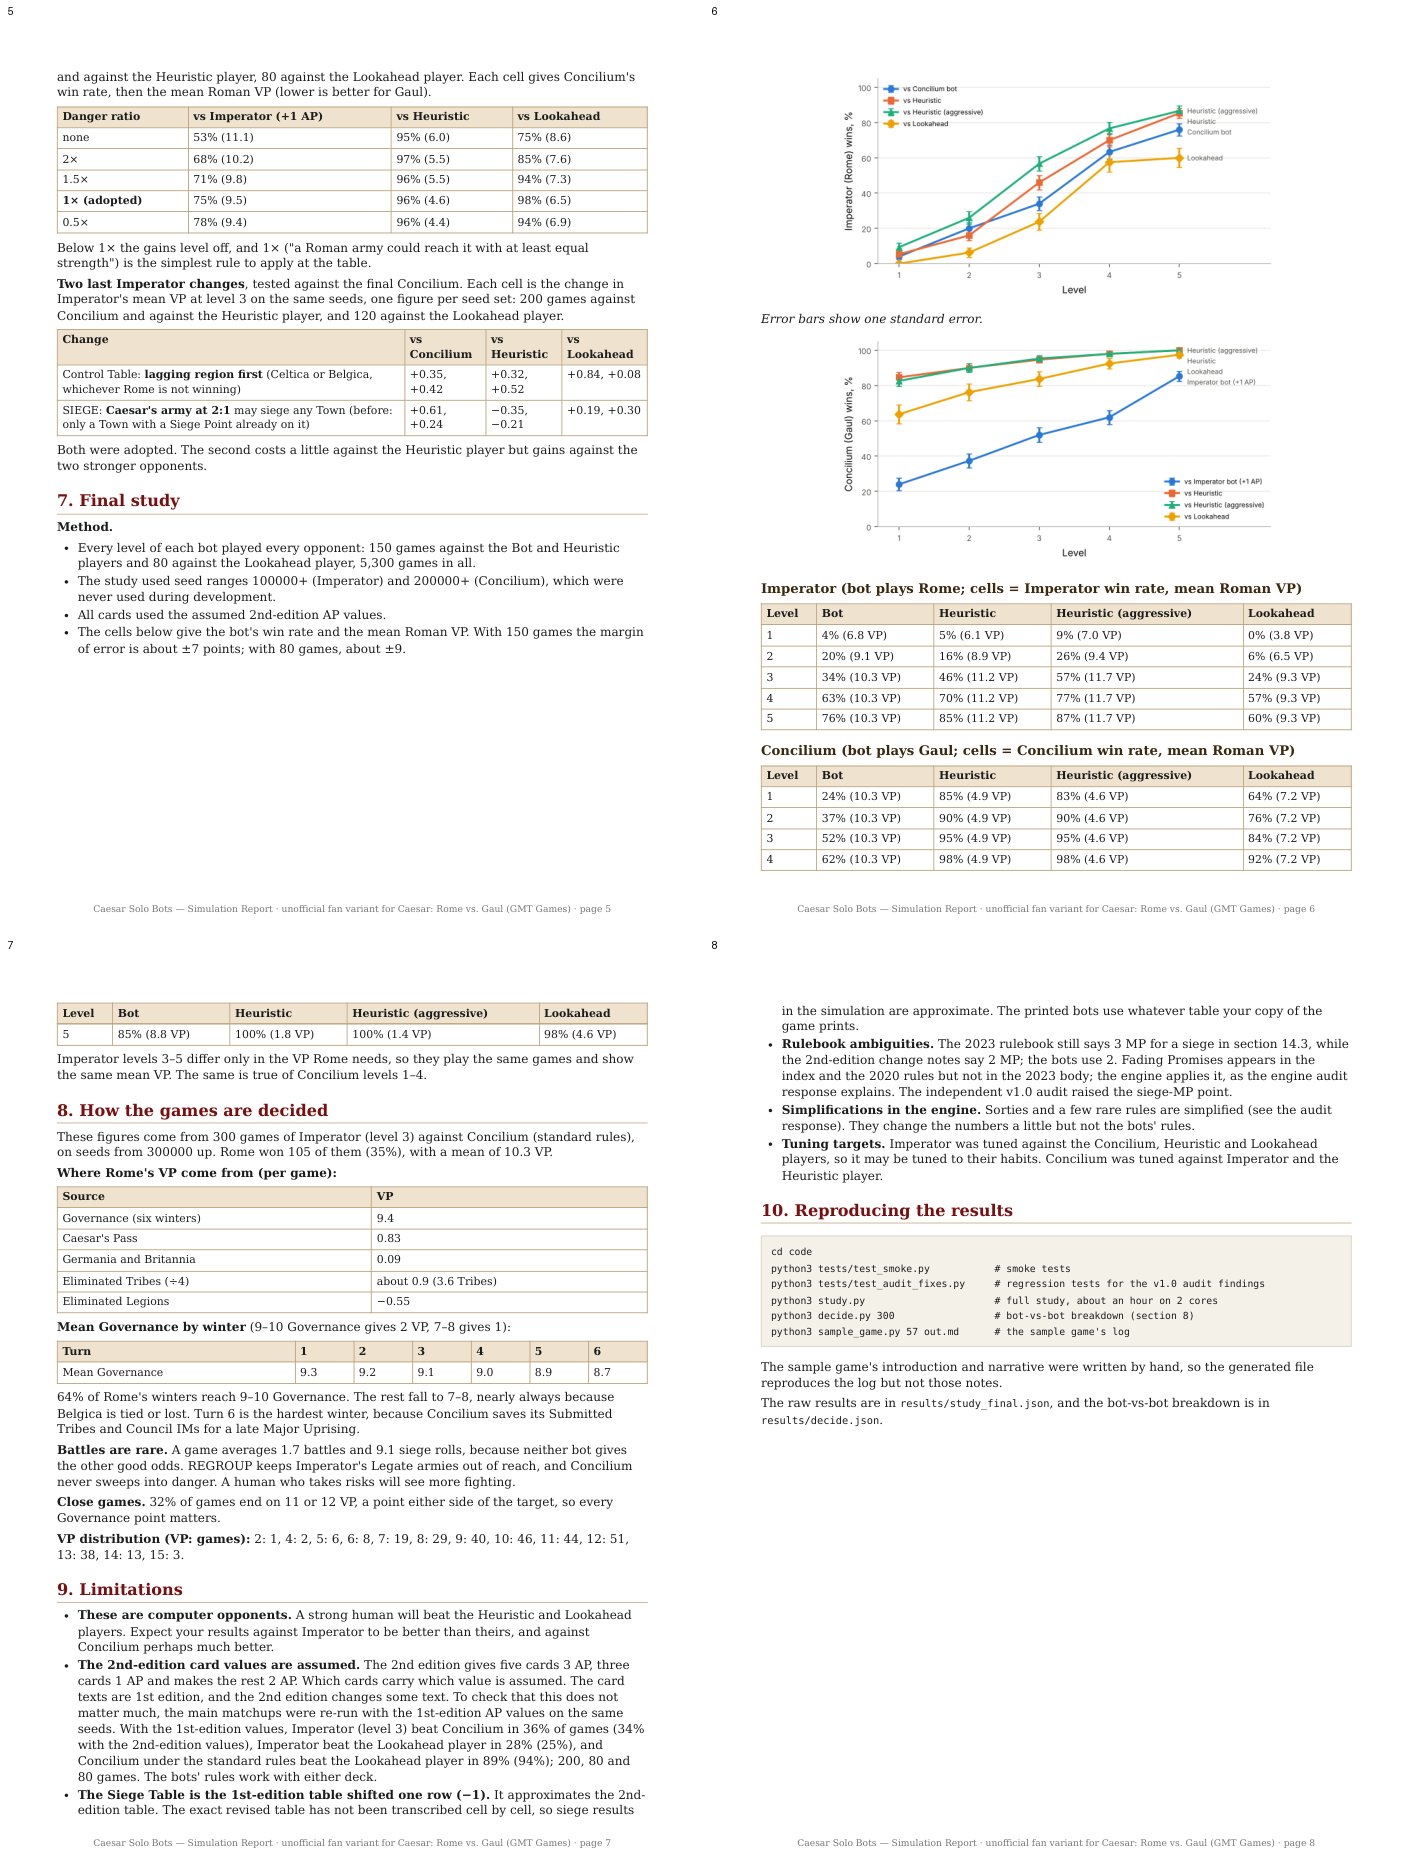 5
and against the Heuristic player, 80 against the Lookahead player. Each cell gives Concilium's
win rate, then the mean Roman VP (lower is better for Gaul).
Danger ratio vs Imperator (+1 AP) vs Heuristic vs Lookahead
none 53% (11.1) 95% (6.0) 75% (8.6)
2× 68% (10.2) 97% (5.5) 85% (7.6)
1.5× 71% (9.8) 96% (5.5) 94% (7.3)
1× (adopted) 75% (9.5) 96% (4.6) 98% (6.5)
0.5× 78% (9.4) 96% (4.4) 94% (6.9)
Below 1× the gains level off, and 1× ("a Roman army could reach it with at least equal
strength") is the simplest rule to apply at the table.
Two last Imperator changes, tested against the final Concilium. Each cell is the change in
Imperator's mean VP at level 3 on the same seeds, one figure per seed set: 200 games against
Concilium and against the Heuristic player, and 120 against the Lookahead player.
Change vs Concilium vs Heuristic vs Lookahead
Control Table: lagging region first (Celtica or Belgica, +0.35, +0.32, +0.84, +0.08
whichever Rome is not winning) +0.42 +0.52
SIEGE: Caesar's army at 2:1 may siege any Town (before: +0.61, −0.35, +0.19, +0.30
only a Town with a Siege Point already on it) +0.24 −0.21
Both were adopted. The second costs a little against the Heuristic player but gains against the
two stronger opponents.
7. Final study
Method.
• Every level of each bot played every opponent: 150 games against the Bot and Heuristic
players and 80 against the Lookahead player, 5,300 games in all.
• The study used seed ranges 100000+ (Imperator) and 200000+ (Concilium), which were
never used during development.
• All cards used the assumed 2nd-edition AP values.
• The cells below give the bot's win rate and the mean Roman VP. With 150 games the margin
of error is about ±7 points; with 80 games, about ±9.
Caesar Solo Bots — Simulation Report · unofficial fan variant for Caesar: Rome vs. Gaul (GMT Games) · page 5
6
Imperator (Rome) wins, %
100
80
60
40
20
0
vs Concilium bot
vs Heuristic
vs Heuristic (aggressive)
vs Lookahead
Heuristic (aggressive)
Heuristic
Concilium bot
Lookahead
1 2 3 4 5
Level
Error bars show one standard error.
Concilium (Gaul) wins, %
100
80
60
40
20
0
Heuristic (aggressive)
Heuristic
Lookahead
Imperator bot (+1 AP)
vs Imperator bot (+1 AP)
vs Heuristic
vs Heuristic (aggressive)
vs Lookahead
1 2 3 4 5
Level
Imperator (bot plays Rome; cells = Imperator win rate, mean Roman VP)
Level Bot Heuristic Heuristic (aggressive) Lookahead
1 4% (6.8 VP) 5% (6.1 VP) 9% (7.0 VP) 0% (3.8 VP)
2 20% (9.1 VP) 16% (8.9 VP) 26% (9.4 VP) 6% (6.5 VP)
3 34% (10.3 VP) 46% (11.2 VP) 57% (11.7 VP) 24% (9.3 VP)
4 63% (10.3 VP) 70% (11.2 VP) 77% (11.7 VP) 57% (9.3 VP)
5 76% (10.3 VP) 85% (11.2 VP) 87% (11.7 VP) 60% (9.3 VP)
Concilium (bot plays Gaul; cells = Concilium win rate, mean Roman VP)
Level Bot Heuristic Heuristic (aggressive) Lookahead
1 24% (10.3 VP) 85% (4.9 VP) 83% (4.6 VP) 64% (7.2 VP)
2 37% (10.3 VP) 90% (4.9 VP) 90% (4.6 VP) 76% (7.2 VP)
3 52% (10.3 VP) 95% (4.9 VP) 95% (4.6 VP) 84% (7.2 VP)
4 62% (10.3 VP) 98% (4.9 VP) 98% (4.6 VP) 92% (7.2 VP)
Caesar Solo Bots — Simulation Report · unofficial fan variant for Caesar: Rome vs. Gaul (GMT Games) · page 6
7
Level Bot Heuristic Heuristic (aggressive) Lookahead
5 85% (8.8 VP) 100% (1.8 VP) 100% (1.4 VP) 98% (4.6 VP)
Imperator levels 3–5 differ only in the VP Rome needs, so they play the same games and show
the same mean VP. The same is true of Concilium levels 1–4.
8. How the games are decided
These figures come from 300 games of Imperator (level 3) against Concilium (standard rules),
on seeds from 300000 up. Rome won 105 of them (35%), with a mean of 10.3 VP.
Where Rome's VP come from (per game):
Source VP
Governance (six winters) 9.4
Caesar's Pass 0.83
Germania and Britannia 0.09
Eliminated Tribes (÷4) about 0.9 (3.6 Tribes)
Eliminated Legions −0.55
Mean Governance by winter (9–10 Governance gives 2 VP, 7–8 gives 1):
Turn 1 2 3 4 5 6
Mean Governance 9.3 9.2 9.1 9.0 8.9 8.7
64% of Rome's winters reach 9–10 Governance. The rest fall to 7–8, nearly always because
Belgica is tied or lost. Turn 6 is the hardest winter, because Concilium saves its Submitted
Tribes and Council IMs for a late Major Uprising.
Battles are rare. A game averages 1.7 battles and 9.1 siege rolls, because neither bot gives
the other good odds. REGROUP keeps Imperator's Legate armies out of reach, and Concilium
never sweeps into danger. A human who takes risks will see more fighting.
Close games. 32% of games end on 11 or 12 VP, a point either side of the target, so every
Governance point matters.
VP distribution (VP: games): 2: 1, 4: 2, 5: 6, 6: 8, 7: 19, 8: 29, 9: 40, 10: 46, 11: 44, 12: 51,
13: 38, 14: 13, 15: 3.
9. Limitations
• These are computer opponents. A strong human will beat the Heuristic and Lookahead
players. Expect your results against Imperator to be better than theirs, and against
Concilium perhaps much better.
• The 2nd-edition card values are assumed. The 2nd edition gives five cards 3 AP, three
cards 1 AP and makes the rest 2 AP. Which cards carry which value is assumed. The card
texts are 1st edition, and the 2nd edition changes some text. To check that this does not
matter much, the main matchups were re-run with the 1st-edition AP values on the same
seeds. With the 1st-edition values, Imperator (level 3) beat Concilium in 36% of games (34%
with the 2nd-edition values), Imperator beat the Lookahead player in 28% (25%), and
Concilium under the standard rules beat the Lookahead player in 89% (94%); 200, 80 and
80 games. The bots' rules work with either deck.
• The Siege Table is the 1st-edition table shifted one row (−1). It approximates the 2nd-
edition table. The exact revised table has not been transcribed cell by cell, so siege results
Caesar Solo Bots — Simulation Report · unofficial fan variant for Caesar: Rome vs. Gaul (GMT Games) · page 7
8
in the simulation are approximate. The printed bots use whatever table your copy of the
game prints.
• Rulebook ambiguities. The 2023 rulebook still says 3 MP for a siege in section 14.3, while
the 2nd-edition change notes say 2 MP; the bots use 2. Fading Promises appears in the
index and the 2020 rules but not in the 2023 body; the engine applies it, as the engine audit
response explains. The independent v1.0 audit raised the siege-MP point.
• Simplifications in the engine. Sorties and a few rare rules are simplified (see the audit
response). They change the numbers a little but not the bots' rules.
• Tuning targets. Imperator was tuned against the Concilium, Heuristic and Lookahead
players, so it may be tuned to their habits. Concilium was tuned against Imperator and the
Heuristic player.
10. Reproducing the results
cd code
python3 tests/test_smoke.py # smoke tests
python3 tests/test_audit_fixes.py # regression tests for the v1.0 audit findings
python3 study.py # full study, about an hour on 2 cores
python3 decide.py 300 # bot-vs-bot breakdown (section 8)
python3 sample_game.py 57 out.md # the sample game's log
The sample game's introduction and narrative were written by hand, so the generated file
reproduces the log but not those notes.
The raw results are in results/study_final.json, and the bot-vs-bot breakdown is in
results/decide.json.
Caesar Solo Bots — Simulation Report · unofficial fan variant for Caesar: Rome vs. Gaul (GMT Games) · page 8